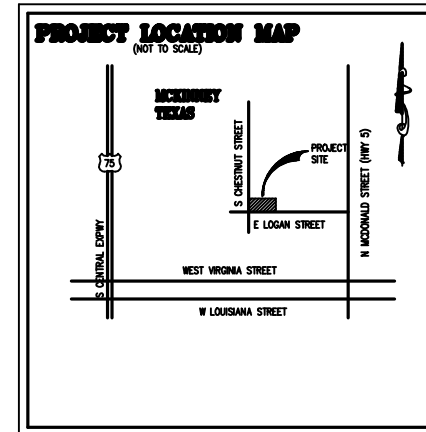 PROJECT LOCATION MAP
(NOT TO SCALE)
MCKINNEY
TEXAS
75
S CENTRAL EXPWY
S CHESTNUT STREET
PROJECT
SITE
N MCDONALD STREET (HWY 5)
E LOGAN STREET
WEST VIRGINIA STREET
W LOUISIANA STREET